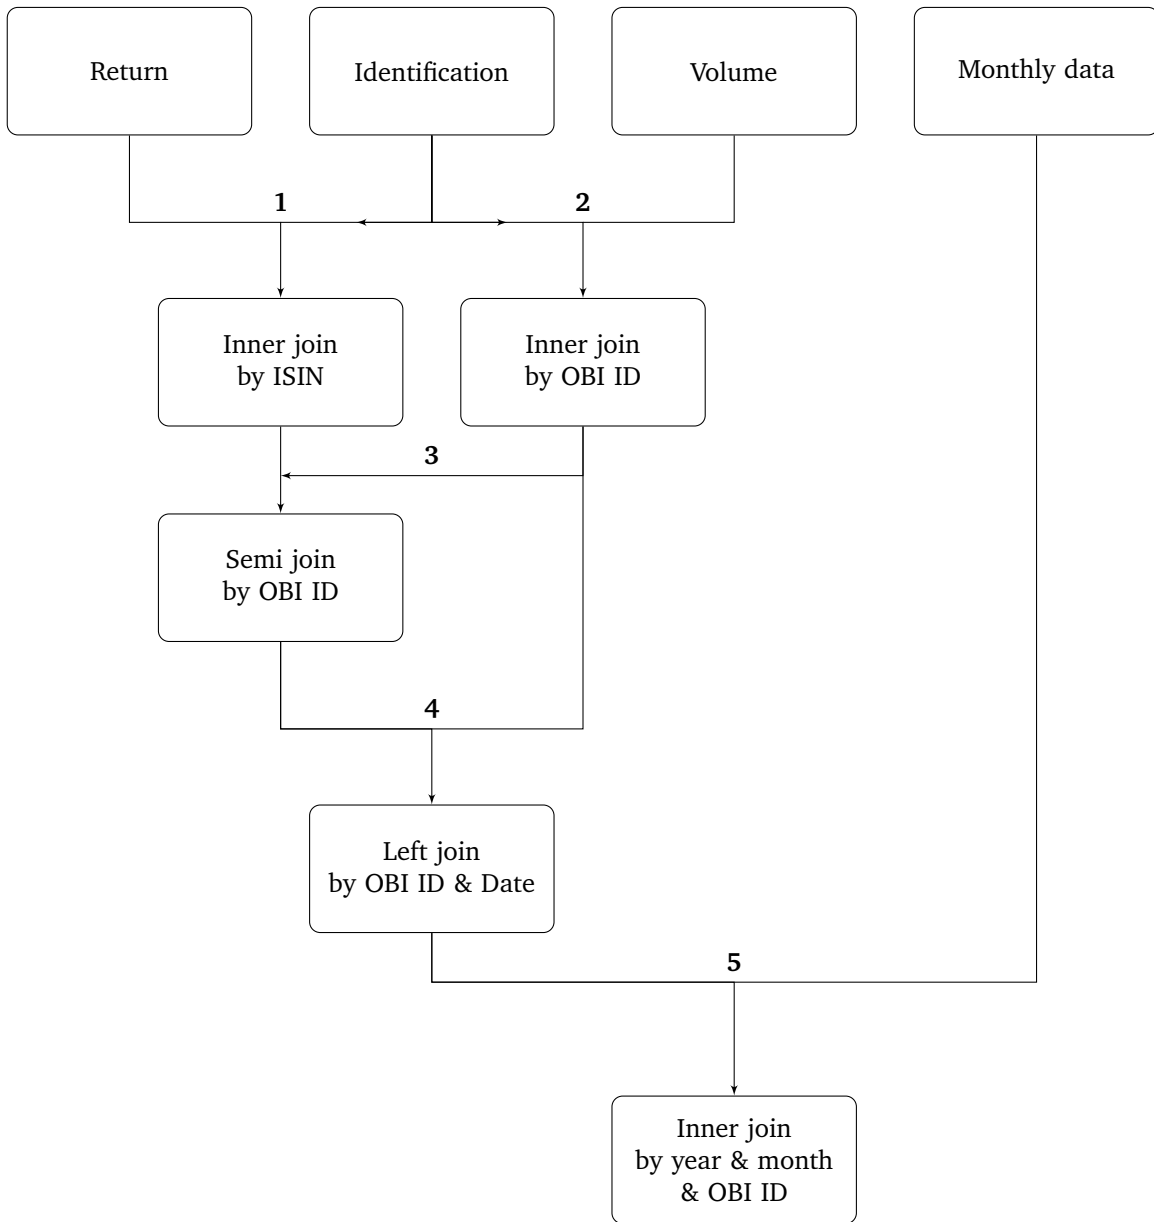 Return
Identification
Volume
Monthly data
1
2
Inner join
by ISIN
Inner join
by OBI ID
3
Semi join
by OBI ID
4
Left join
by OBI ID & Date
5
Inner join
by year & month
& OBI ID